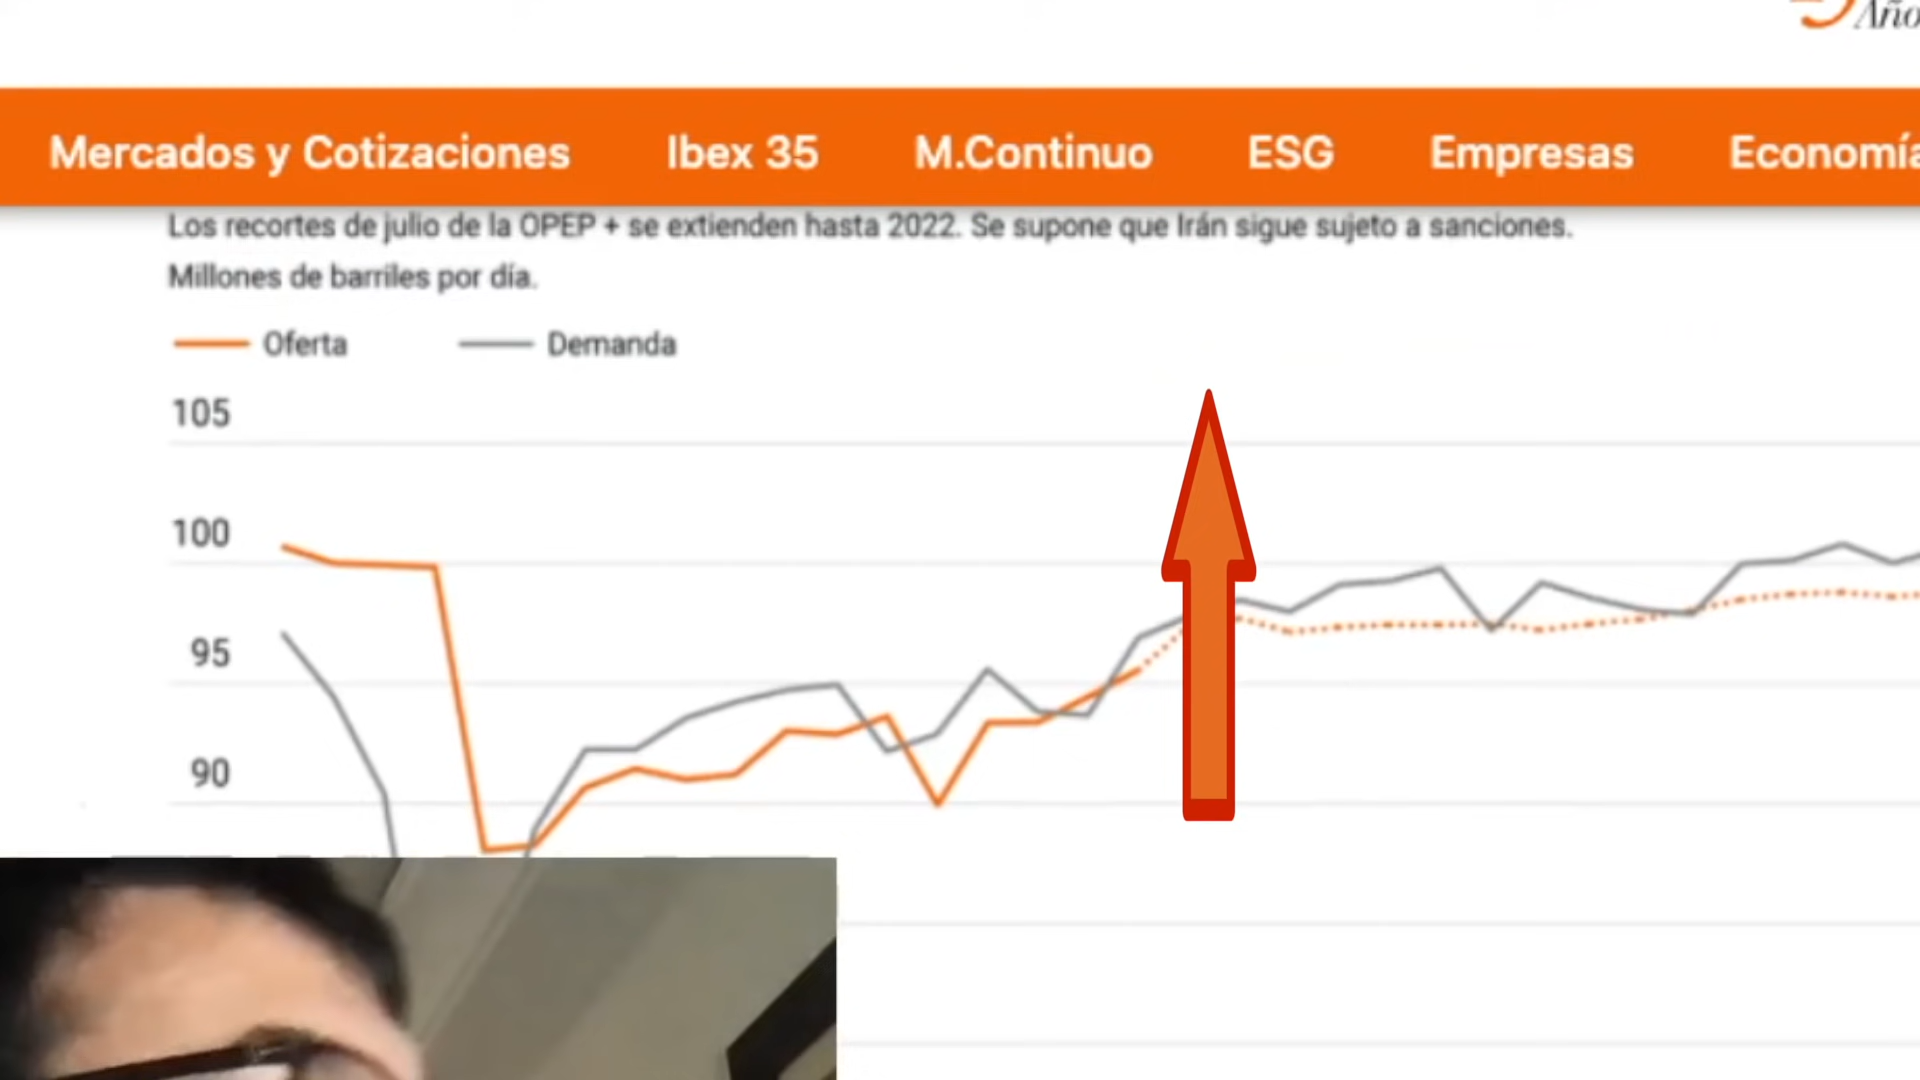 Año
Mercados y Cotizaciones Ibex 35 M.Continuo ESG Empresas Economía
Los recortes de julio de la OPEP + se extienden hasta 2022. Se supone que Irán sigue sujeto a sanciones.
Millones de barriles por día.
Oferta Demanda
105
100
95
90